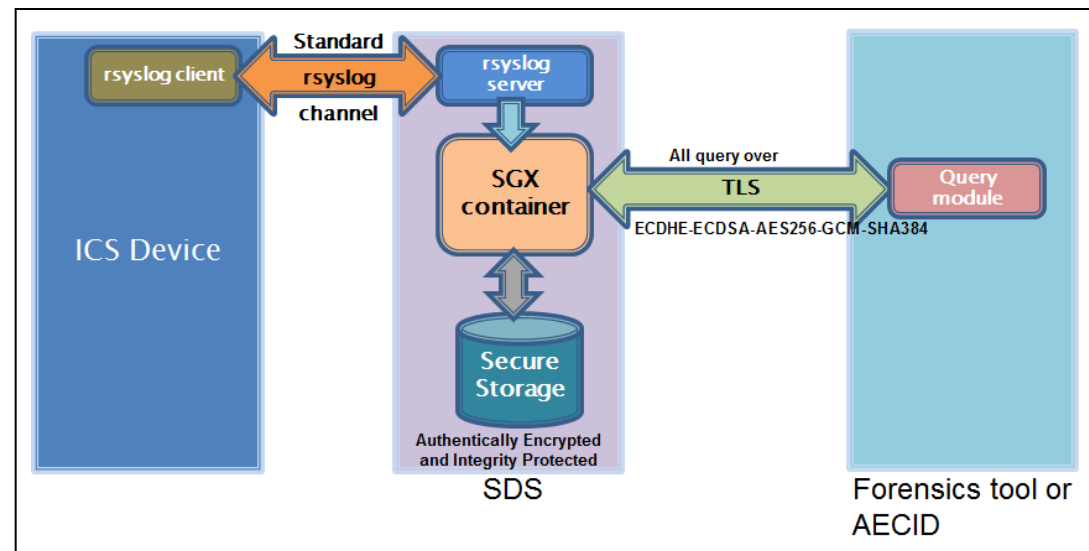 Standard
rsyslog client
rsyslog
channel
rsyslog
server
ICS Device
SGX
container
All query over
TLS
ECDHE-ECDSA-AES256-GCM-SHA384
Query
module
Secure
Storage
Authentically Encrypted
and Integrity Protected
SDS
Forensics tool or
AECID